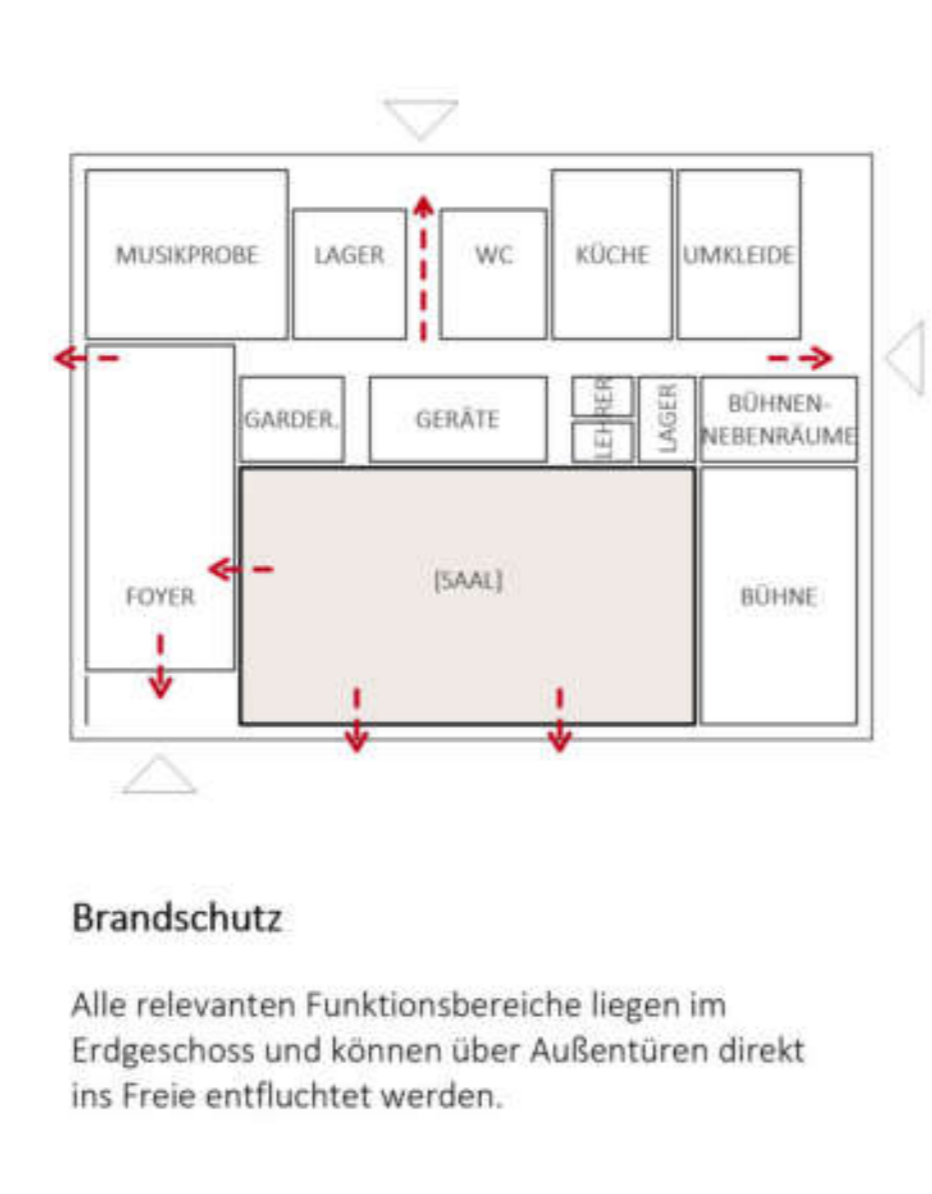 MUSIKPROBE
LAGER
WC
KÜCHE
UMKLEIDE
GARDER.
GERÄTE
LEHRER
LAGER
BÜHNEN-
NEBENRÄUME
FOYER
[SAAL]
BÜHNE
Brandschutz
Alle relevanten Funktionsbereiche liegen im
Erdgeschoss und können über Außentüren direkt
ins Freie entfluchtet werden.